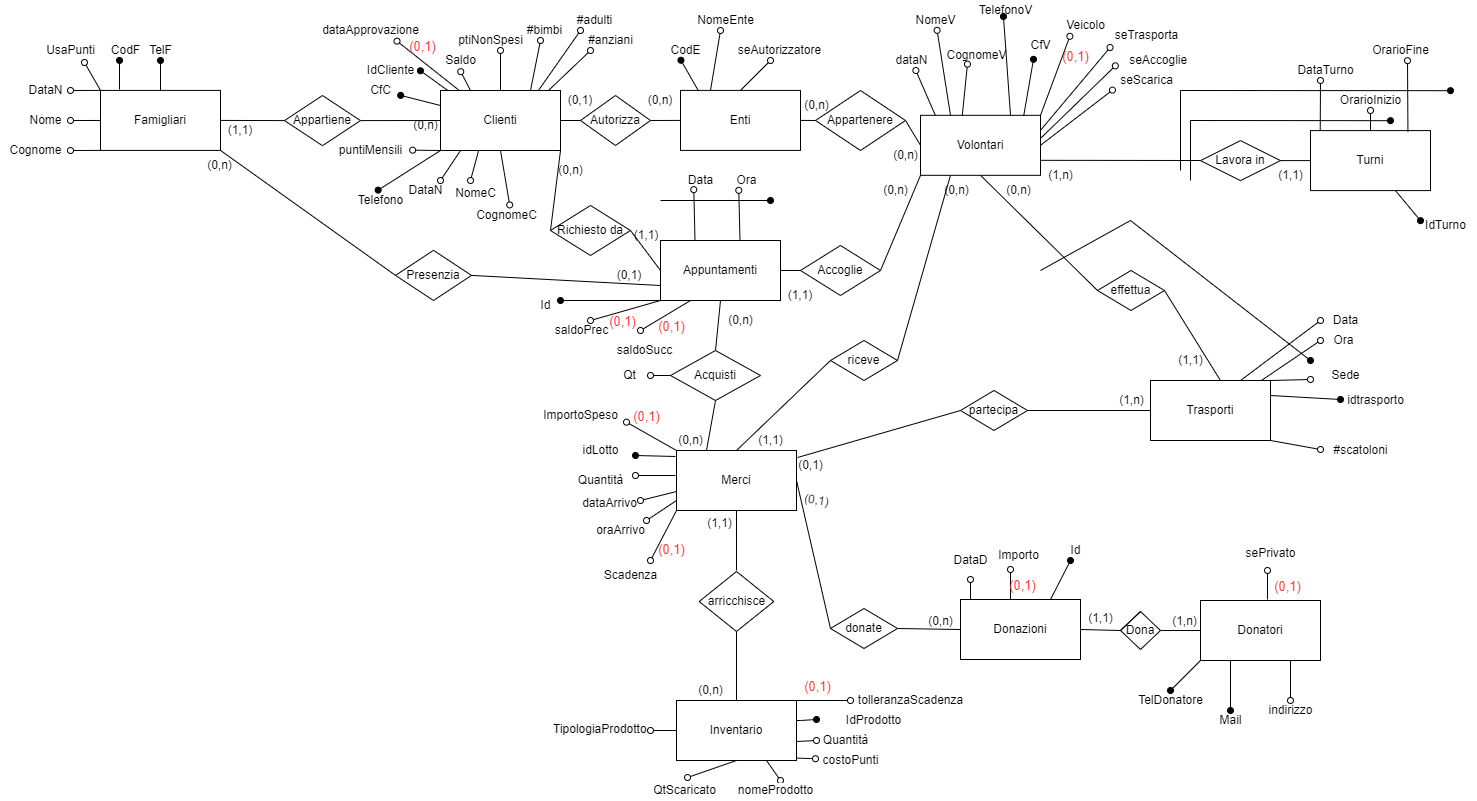 UsaPunti
CodF
TelF
DataN
Nome
Cognome
Famigliari
(1,1)
(0,n)
Appartiene
dataApprovazione
(0,1)
#adulti
#bimbi
#anziani
ptiNonSpesi
Saldo
IdCliente
CfC
(0,n)
Clienti
puntiMensili
Telefono
DataN
NomeC
CognomeC
(0,1)
(0,n)
Autorizza
(0,n)
NomeEnte
CodE
seAutorizzatore
Enti
(0,n)
Appartenere
(0,n)
NomeV
TelefonoV
Veicolo
(0,1)
dataN
CognomeV
CfV
seTrasporta
seAccoglie
seScarica
Volontari
(0,n)
(0,n)
(0,n)
(1,n)
Lavora in
(1,1)
DataTurno
OrarioFine
OrarioInizio
Turni
IdTurno
Richiesto da
(1,1)
Data
Ora
Appuntamenti
(0,1)
Presenzia
(1,1)
Accoglie
Id
saldoPrec
(0,1)
saldoSucc
(0,1)
(0,n)
Qt
Acquisti
(0,n)
riceve
(1,1)
effettua
(1,1)
Data
Ora
Sede
idtrasporto
#scatoloni
Trasporti
(1,n)
partecipa
(0,1)
ImportoSpeso
(0,1)
idLotto
Quantità
dataArrivo
oraArrivo
Scadenza
(0,1)
Merci
(0,1)
(1,1)
arricchisce
(0,n)
donate
(0,n)
DataD
Importo
(0,1)
Id
Donazioni
(1,1)
Dona
(1,n)
sePrivato
(0,1)
Donatori
TelDonatore
Mail
indirizzo
(0,1)
tolleranzaScadenza
TipologiaProdotto
Inventario
IdProdotto
Quantità
costoPunti
QtScaricato
nomeProdotto